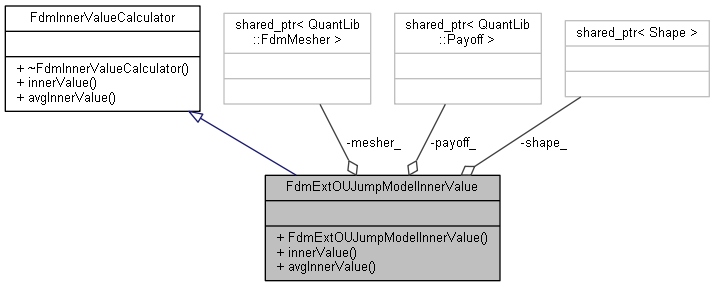 FdmInnerValueCalculator
+ ~FdmInnerValueCalculator()
+ innerValue()
+ avgInnerValue()
shared_ptr< QuantLib
::FdmMesher >
shared_ptr< QuantLib
::Payoff >
shared_ptr< Shape >
-mesher_
-payoff_
-shape_
FdmExtOUJumpModelInnerValue
+ FdmExtOUJumpModelInnerValue()
+ innerValue()
+ avgInnerValue()